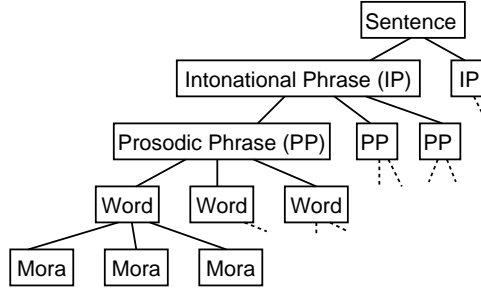 Sentence
Intonational Phrase (IP) IP
Prosodic Phrase (PP) PP PP
Word Word Word
Mora Mora Mora